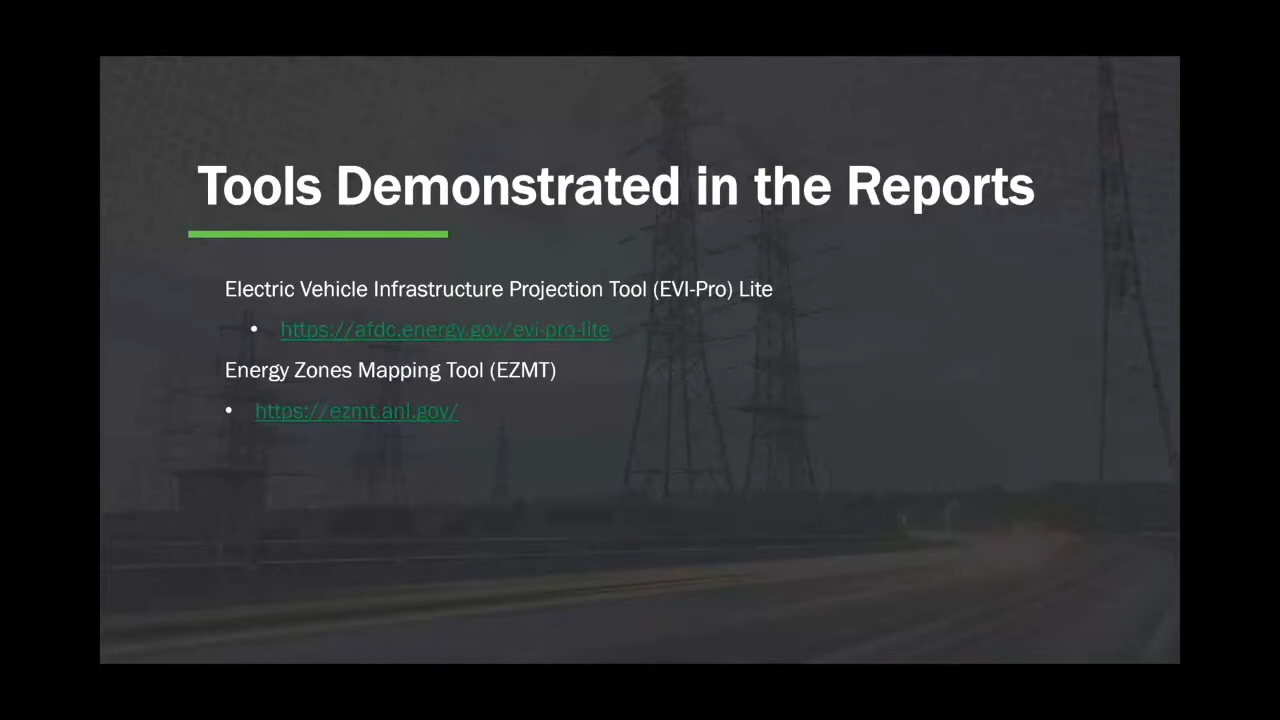 Tools Demonstrated in the Reports
Electric Vehicle Infrastructure Projection Tool (EVI-Pro) Lite
• https://afdc.energy.gov/evi-pro-lite
Energy Zones Mapping Tool (EZMT)
• https://ezmt.anl.gov/